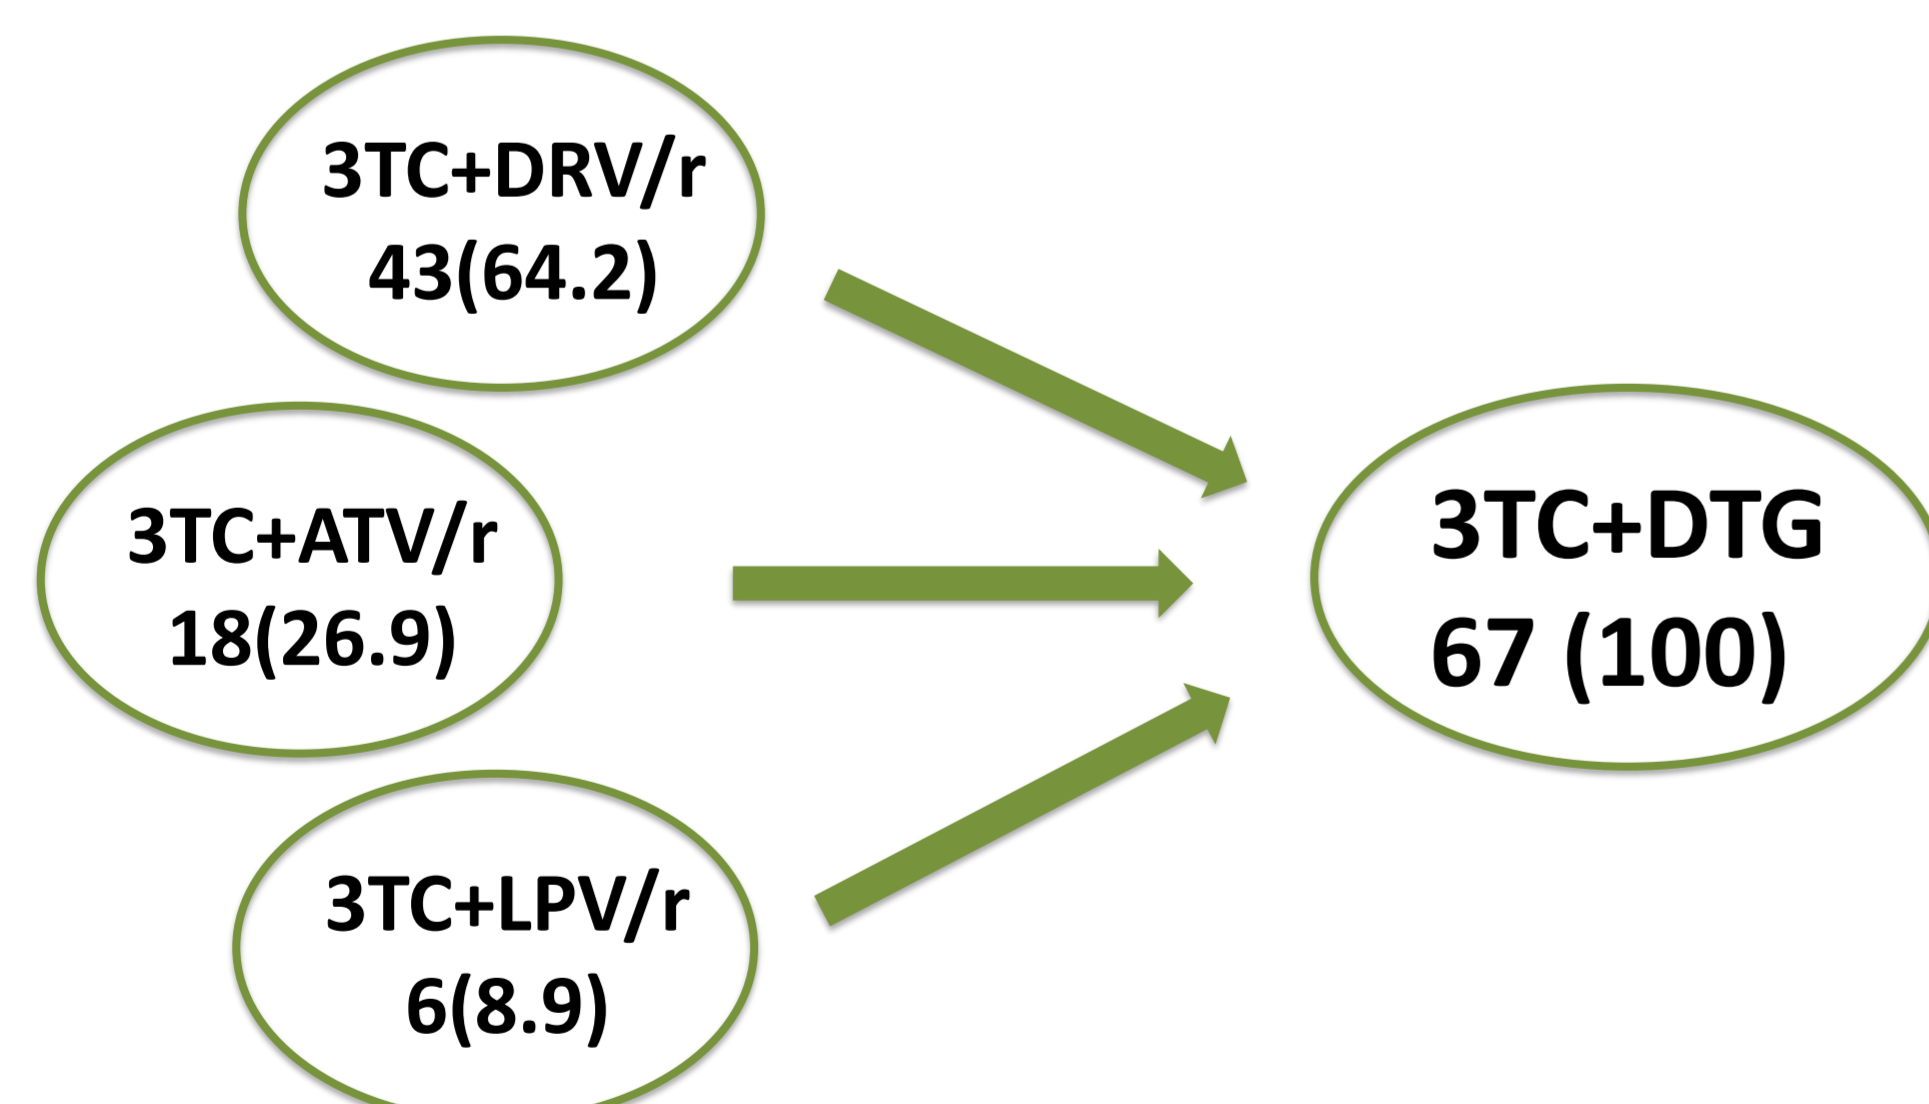 3TC+DRV/r
43(64.2)
3TC+ATV/r
18(26.9)
3TC+LPV/r
6(8.9)
3TC+DTG
67 (100)